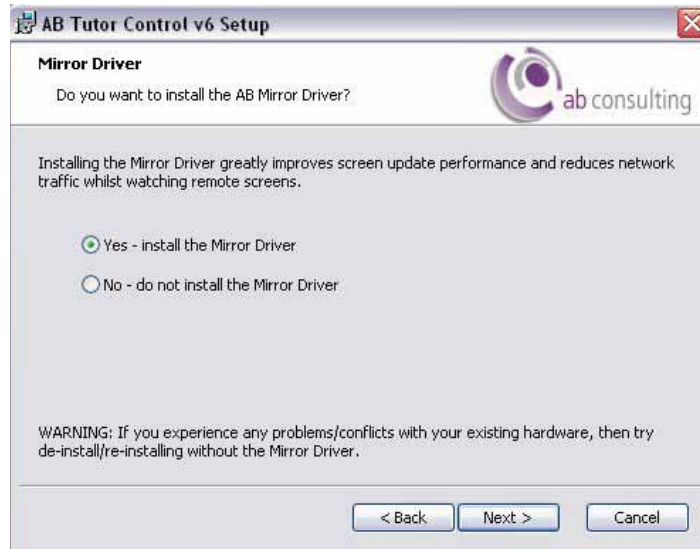 AB Tutor Control v6 Setup
Mirror Driver
Do you want to install the AB Mirror Driver?
ab consulting
Installing the Mirror Driver greatly improves screen update performance and reduces network
traffic whilst watching remote screens.
Yes - install the Mirror Driver
No - do not install the Mirror Driver
WARNING: If you experience any problems/conflicts with your existing hardware, then try
de-install/re-installing without the Mirror Driver.
< Back Next > Cancel